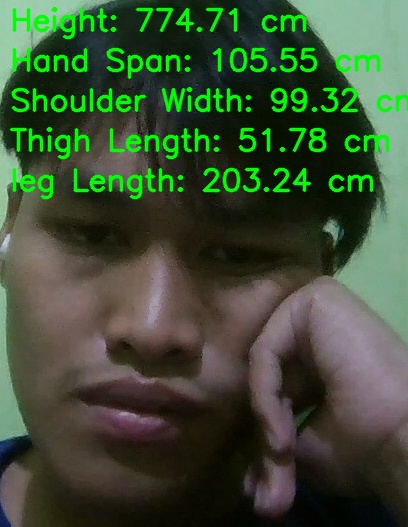 Height: 774.71 cm
Hand Span: 105.55 cm
Shoulder Width: 99.32 cm
Thigh Length: 51.78 cm
leg Length: 203.24 cm